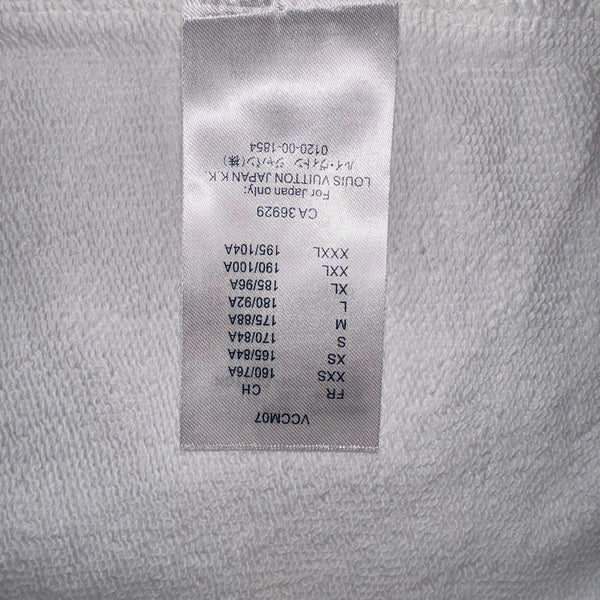 VCCM07
FR CH
XXS 160/76A
XS 165/84A
S 170/84A
M 175/88A
L 180/92A
XL 185/96A
XXL 190/100A
XXXL 195/104A
CA 36929
For Japan only:
LOUIS VUITTON JAPAN K.K.
ルイ・ヴィトン ジャパン(株)
0120-00-1854